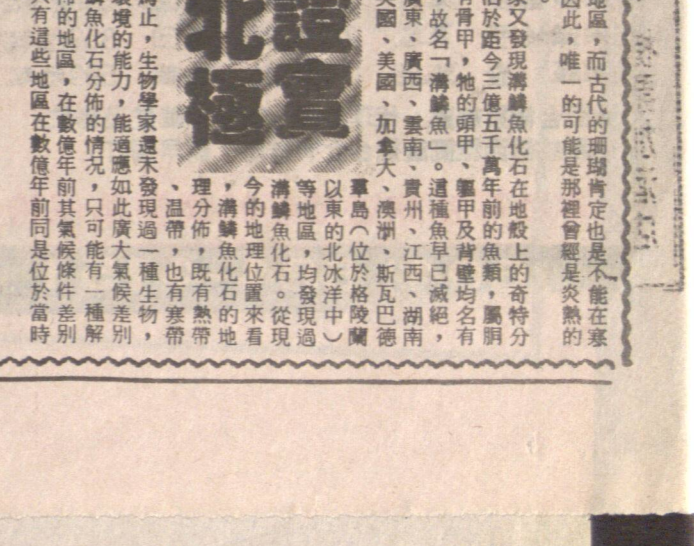 地區，而古代的珊瑚肯定也是不能在寒
因此，唯一的可能是那裡曾經是炎熱的
。
家又發現溝鱗魚化石在地殼上的奇特分
活於距今三億五千萬年前的魚類，屬胴
有骨甲，牠的頭甲、軀甲及背壁均名有
，故名「溝鱗魚」。這種魚早已滅絕，
廣東、廣西、雲南、貴州、江西、湖南
英國、美國、加拿大、澳洲、斯瓦巴德
證實
北極
羣島（位於格陵蘭
以東的北冰洋中）
等地區，均發現過
溝鱗魚化石。從現
今的地理位置來看
，溝鱗魚化石的地
理分佈，既有熱帶
、温帶，也有寒帶
為止，生物學家還未發現過一種生物，
環境的能力，能適應如此廣大氣候差別
鱗魚化石分佈的情况，只可能有一種解
佈的地區，在數億年前其氣候條件差別
只有這些地區在數億年前同是位於當時